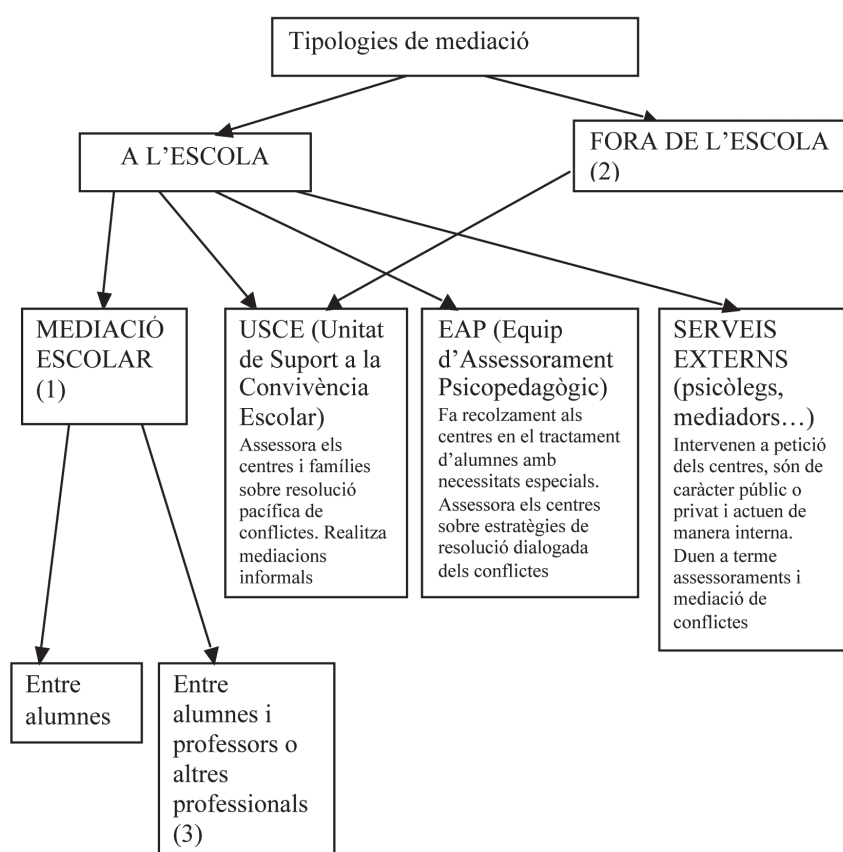 Tipologies de mediació
A L’ESCOLA
FORA DE L’ESCOLA
(2)
MEDIACIÓ
ESCOLAR
(1)
USCE (Unitat
de Suport a la
Convivència
Escolar)
Assessora els
centres i famílies
sobre resolució
pacífica de
conflictes. Realitza
mediacions
informals
EAP (Equip
d’Assessorament
Psicopedagògic)
Fa recolzament als
centres en el tractament
d’alumnes amb
necessitats especials.
Assessora els centres
sobre estratègies de
resolució dialogada
dels conflictes
SERVEIS
EXTERNS
(psicòlegs,
mediadors…)
Intervenen a petició
dels centres, són de
caràcter públic o
privat i actuen de
manera interna.
Duen a terme
assessoraments i
mediació de
conflictes
Entre
alumnes
Entre
alumnes i
professors o
altres
professionals
(3)